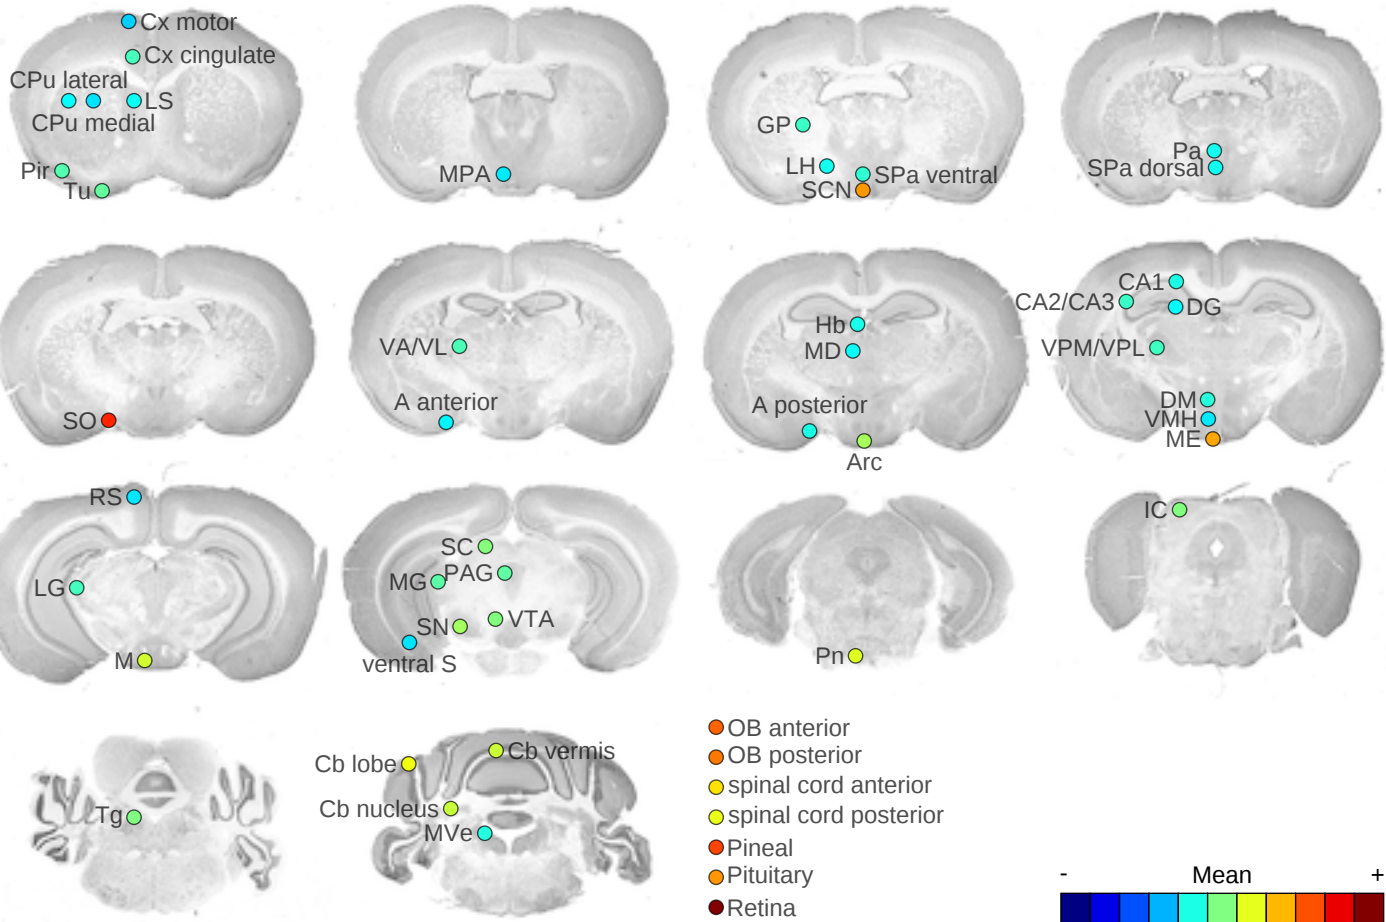 Cx motor
Cx cingulate
CPu lateral
LS
CPu medial
Pir
Tu
MPA
GP
LH
SPa ventral
SCN
Pa
SPa dorsal
SO
VA/VL
A anterior
Hb
MD
A posterior
Arc
CA1
CA2/CA3
DG
VPM/VPL
DM
VMH
ME
RS
LG
M
SC
MG
PAG
SN
VTA
ventral S
Pn
IC
Tg
Cb lobe
Cb vermis
Cb nucleus
MVe
OB anterior
OB posterior
spinal cord anterior
spinal cord posterior
Pineal
Pituitary
Retina
- Mean +